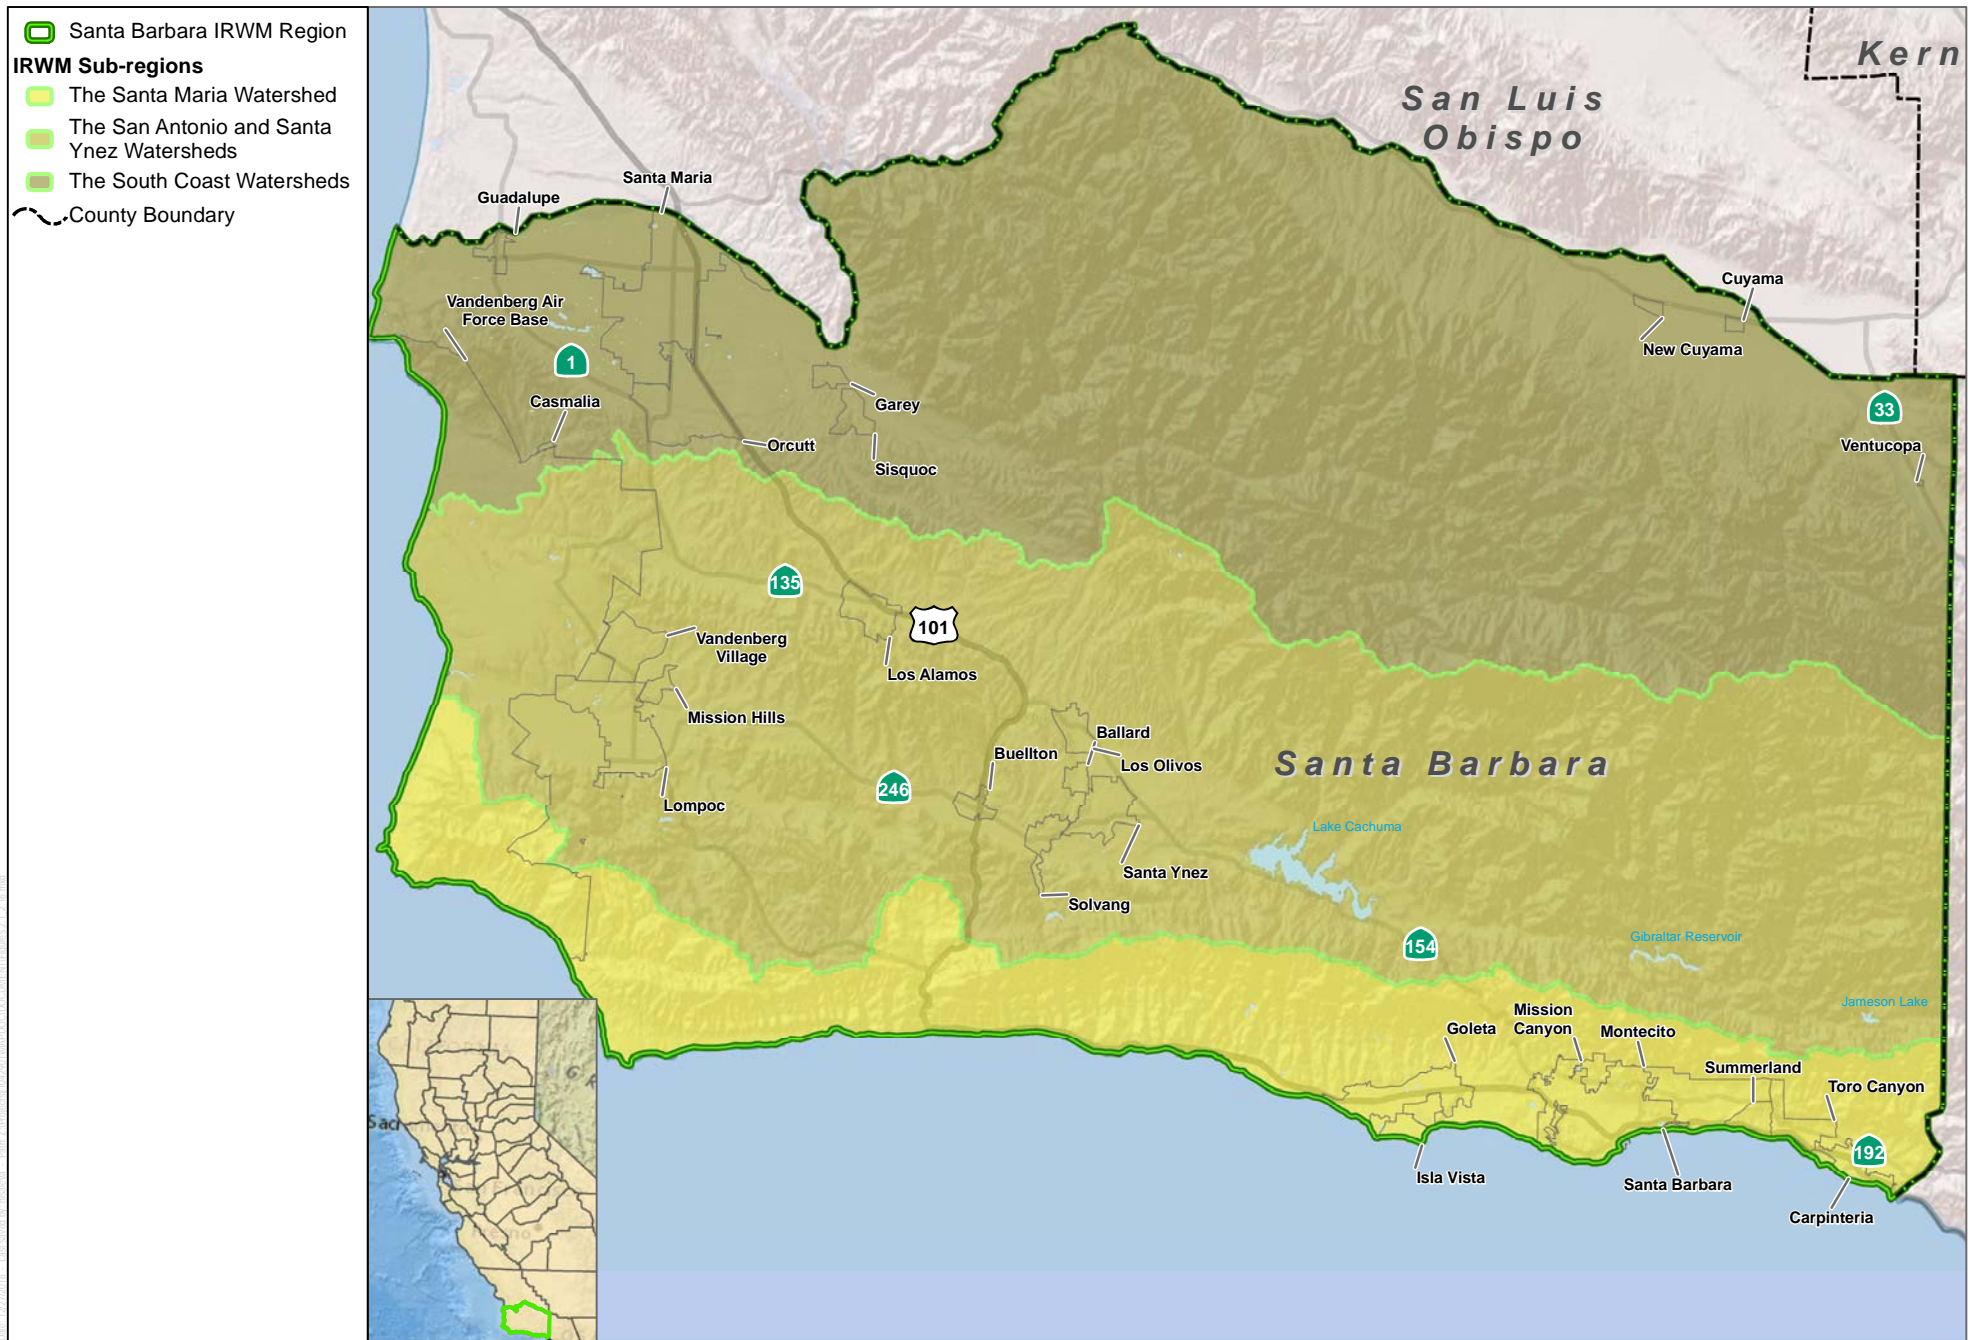 Santa Barbara IRWM Region
IRWM Sub-regions
The Santa Maria Watershed
The San Antonio and Santa
Ynez Watersheds
The South Coast Watersheds
County Boundary
Kern
San Luis
Obispo
Santa Maria
Guadalupe
Cuyama
Vandenberg Air
Force Base
New Cuyama
1
Casmalia
Garey
33
Ventucopa
Orcutt
Sisquoc
135
101
Vandenberg
Village
Los Alamos
Mission Hills
Ballard
Buellton
Los Olivos
Santa Barbara
246
Lompoc
Lake Cachuma
Santa Ynez
Solvang
154
Gibraltar Reservoir
Jameson Lake
Mission
Canyon
Goleta
Montecito
Summerland
Toro Canyon
192
Isla Vista
Santa Barbara
Carpinteria